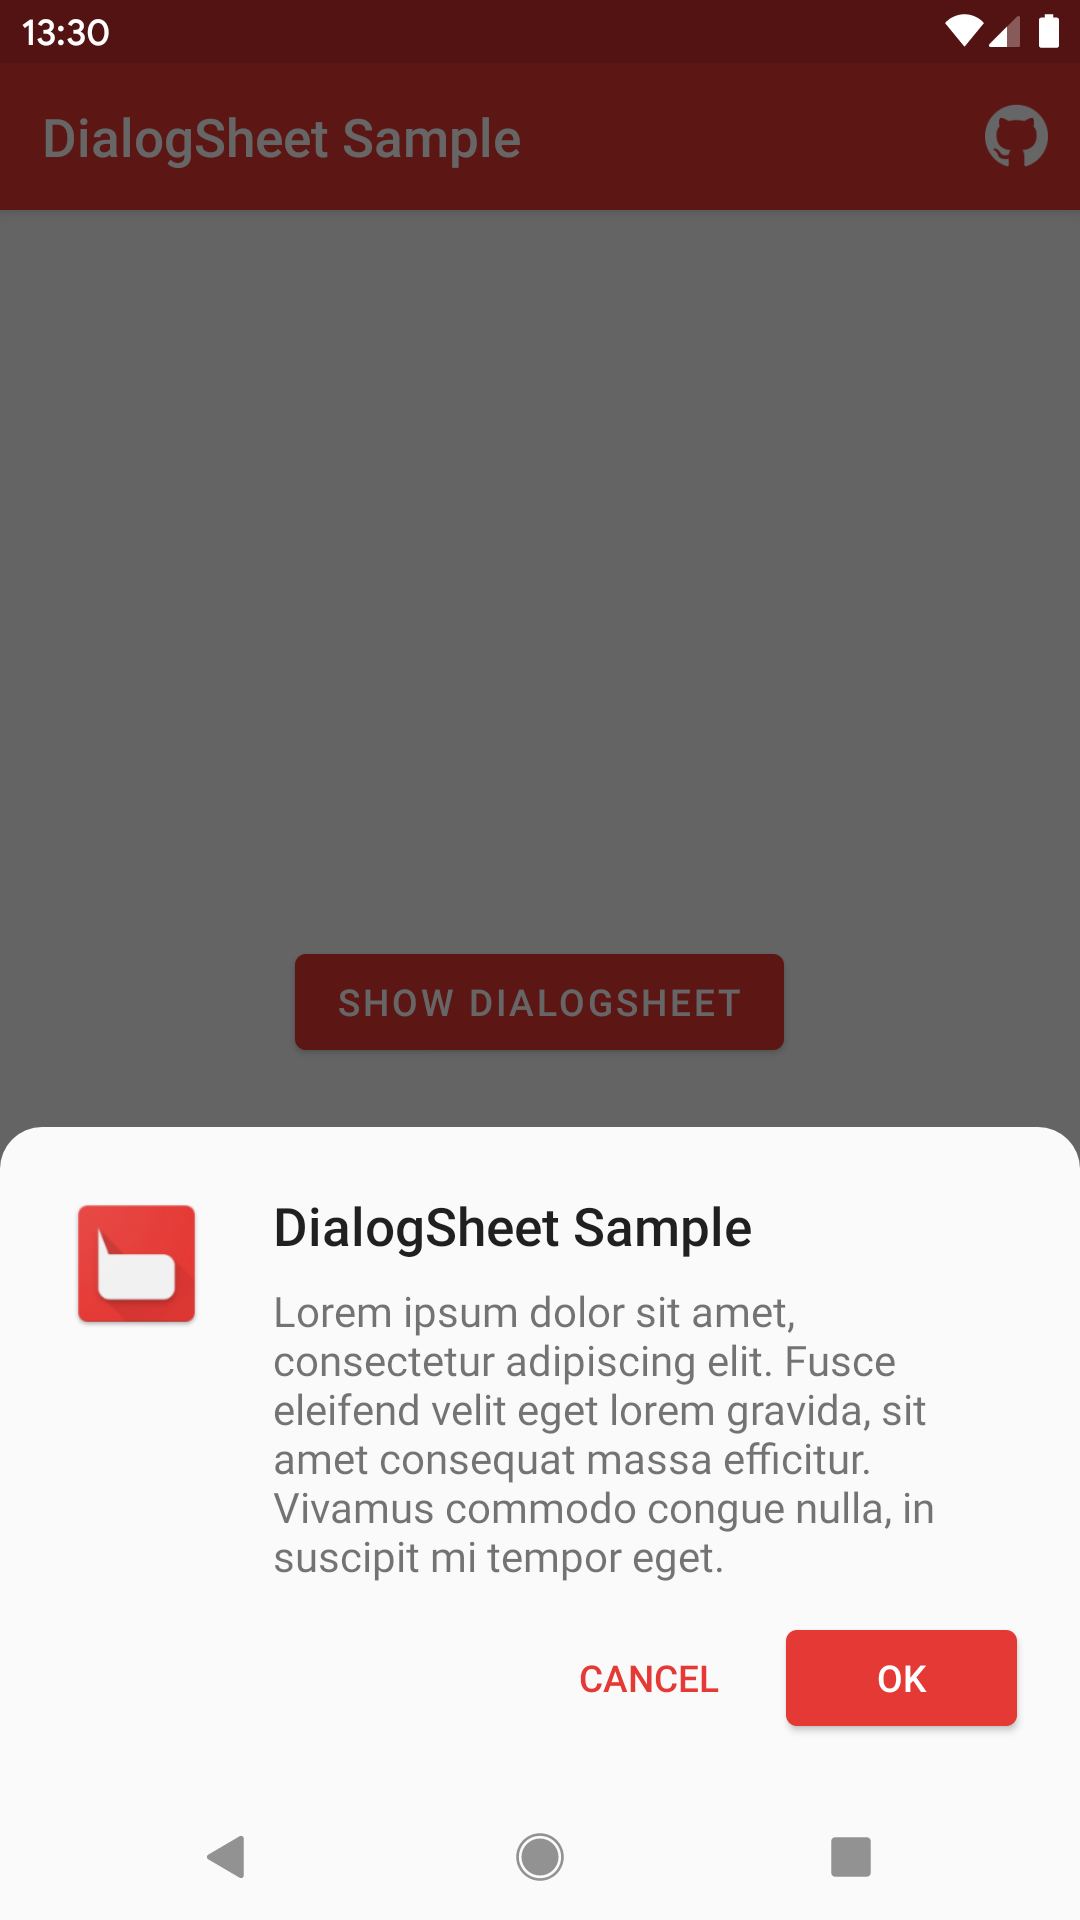 13:30
DialogSheet Sample
SHOW DIALOGSHEET
DialogSheet Sample
Lorem ipsum dolor sit amet,
consectetur adipiscing elit. Fusce
eleifend velit eget lorem gravida, sit
amet consequat massa efficitur.
Vivamus commodo congue nulla, in
suscipit mi tempor eget.
CANCEL
OK